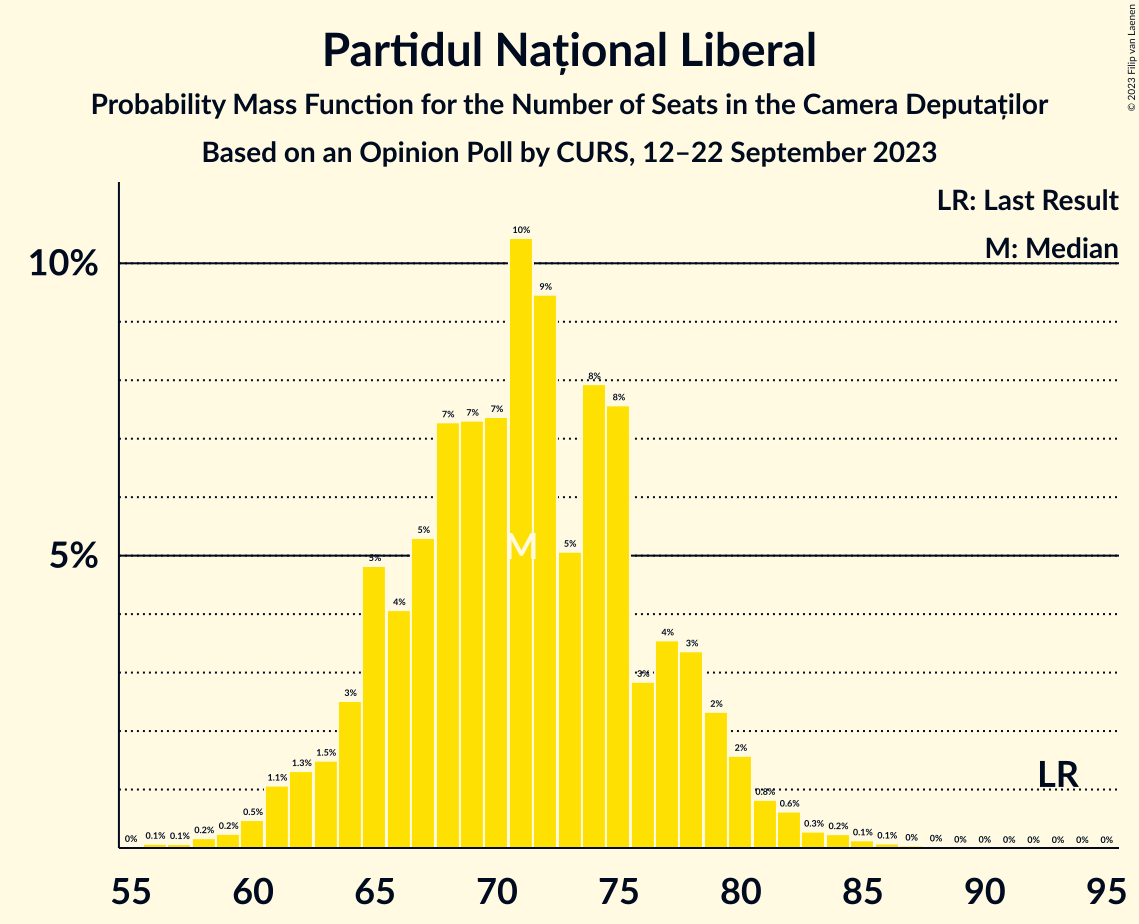 Partidul Național Liberal
Probability Mass Function for the Number of Seats in the Camera Deputaților
Based on an Opinion Poll by CURS, 12–22 September 2023
© 2023 Filip van Laenen
LR: Last Result
M: Median
10%
5%
0% 0.1% 0.1% 0.2% 0.2% 0.5% 1.1% 1.3% 1.5% 3% 5% 4% 5% 7% 7% 7% 10% 9% 5% 8% 8% 3% 4% 3% 2% 2% 0.8% 0.6% 0.3% 0.2% 0.1% 0.1% 0% 0% 0% 0% 0% 0% 0% 0% 0%
M
LR
55 60 65 70 75 80 85 90 95